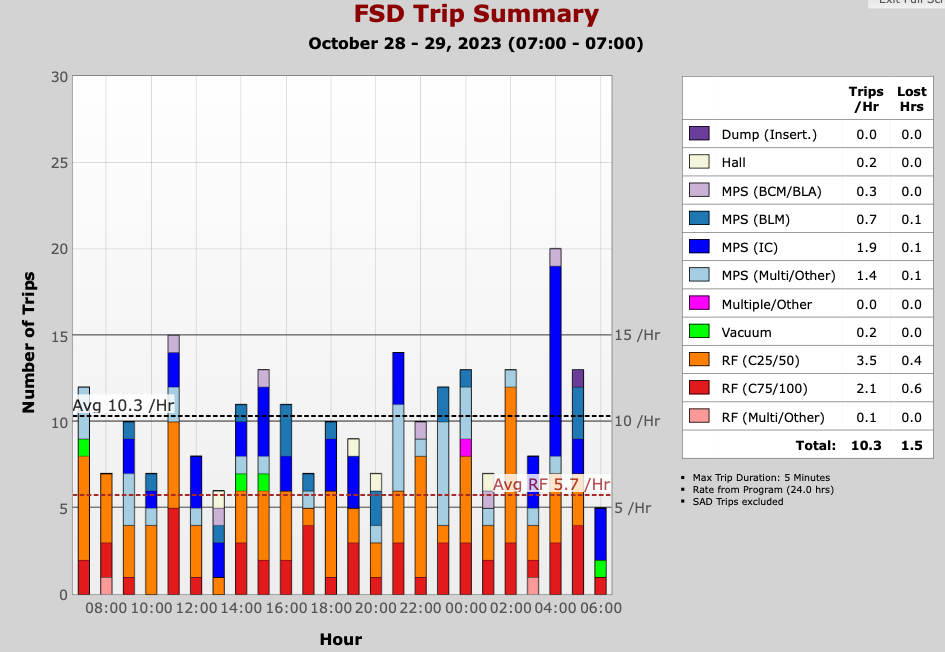 FSD Trip Summary
October 28 - 29, 2023 (07:00 - 07:00)
Number of Trips
30
25
20
15
10
5
0
15 /Hr
10 /Hr
5 /Hr
Avg 10.3 /Hr
Avg RF 5.7 /Hr
08:00 10:00 12:00 14:00 16:00 18:00 20:00 22:00 00:00 02:00 04:00 06:00
Hour
Trips /Hr Lost Hrs
Dump (Insert.) 0.0 0.0
Hall 0.2 0.0
MPS (BCM/BLA) 0.3 0.0
MPS (BLM) 0.7 0.1
MPS (IC) 1.9 0.1
MPS (Multi/Other) 1.4 0.1
Multiple/Other 0.0 0.0
Vacuum 0.2 0.0
RF (C25/50) 3.5 0.4
RF (C75/100) 2.1 0.6
RF (Multi/Other) 0.1 0.0
Total: 10.3 1.5
Max Trip Duration: 5 Minutes
Rate from Program (24.0 hrs)
SAD Trips excluded